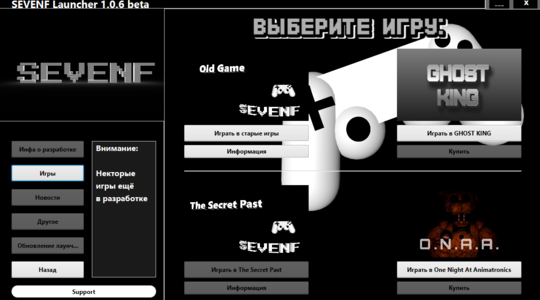 SEVENF Launcher 1.0.6 beta
__ X
ВЫБЕРИТЕ ИГРУ:
SEVENF
Old Game
SEVENF
GHOST
KING
Играть в старые игры
Играть в GHOST KING
Информация
Купить
Инфа о разработке
Игры
Новости
Другое
Обновление лаунч...
Назад
Support
Внимание:
Некоторые
игры ещё
в разработке
The Secret Past
SEVENF
O.N.A.A.
Играть в The Secret Past
Играть в One Night At Animatronics
Информация
Купить